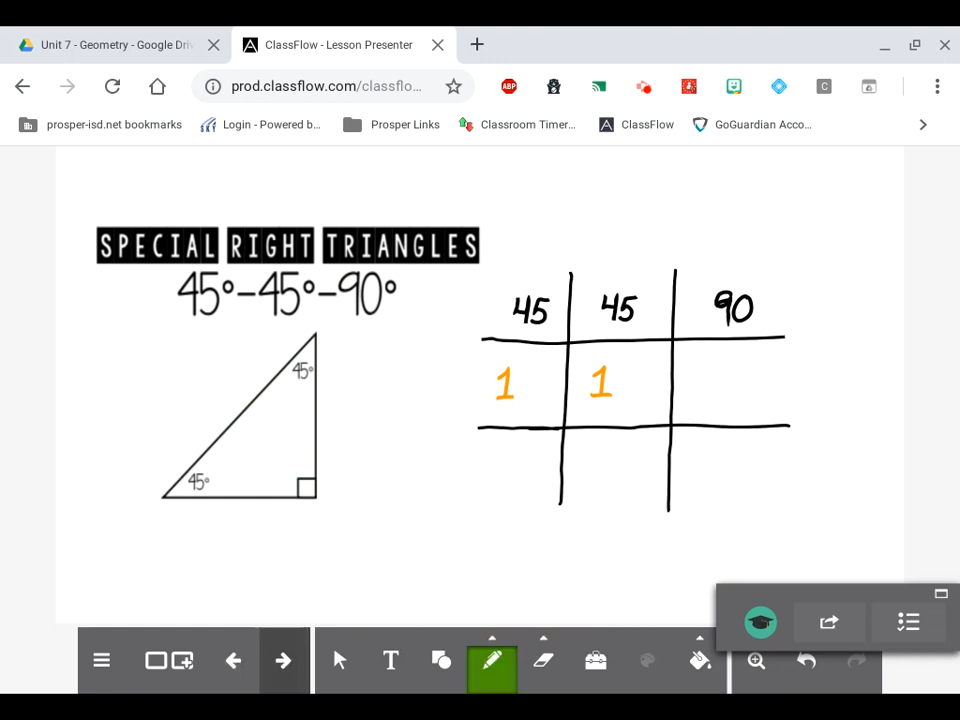 Unit 7 - Geometry - Google Driv
ClassFlow - Lesson Presenter
prod.classflow.com/classflo...
ABP
C
prosper-isd.net bookmarks
Login - Powered b...
Prosper Links
Classroom Timer...
ClassFlow
GoGuardian Acco...
SPECIAL RIGHT TRIANGLES
45°-45°-90°
45 45 90
1 1
45°
45°
T